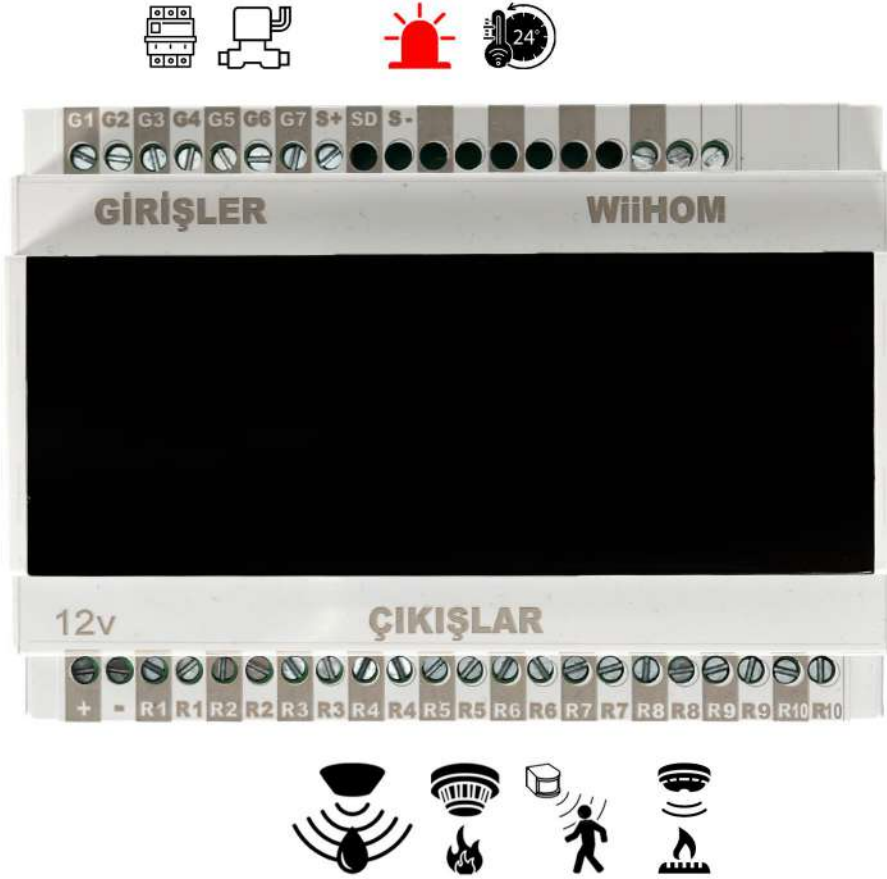 24°
G1 G2 G3 G4 G5 G6 G7 S+ SD S-
GİRİŞLER WiiHOM
12v ÇIKIŞLAR
+ - R1 R1 R2 R2 R3 R3 R4 R4 R5 R5 R6 R6 R7 R7 R8 R8 R9 R9 R10 R10